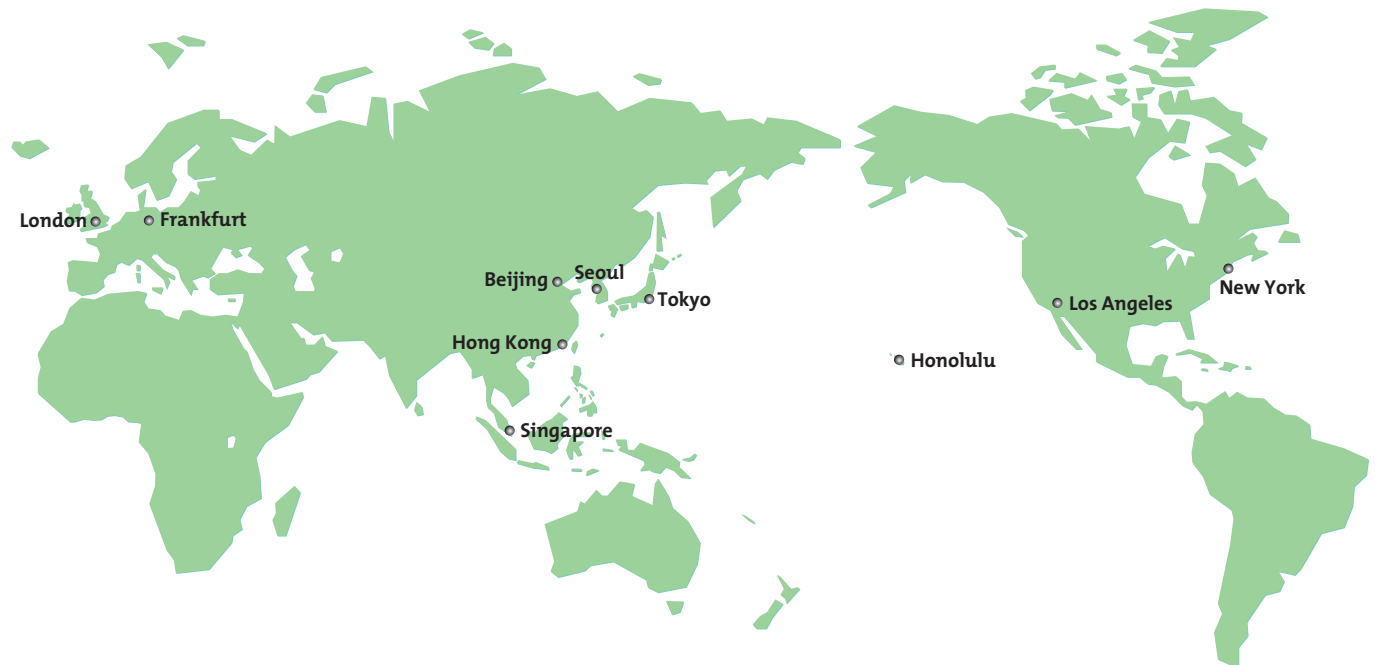 London
Frankfurt
Beijing
Seoul
Tokyo
New York
Los Angeles
Hong Kong
Honolulu
Singapore